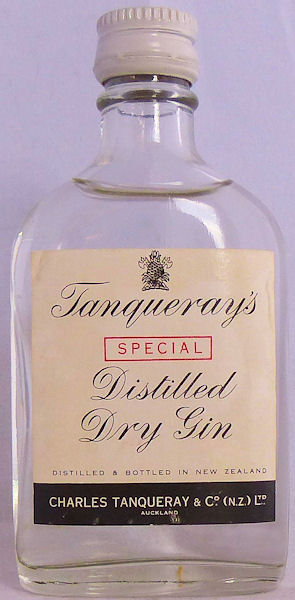 Tanqueray's
SPECIAL
Distilled
Dry Gin
DISTILLED & BOTTLED IN NEW ZEALAND
CHARLES TANQUERAY & Cº (N.Z.) LTD
AUCKLAND